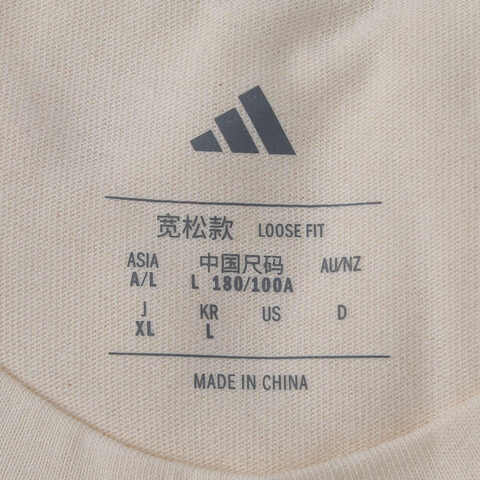 宽松款 LOOSE FIT
ASIA 中国尺码 AU/NZ
A/L L 180/100A
J KR US D
XL L
MADE IN CHINA